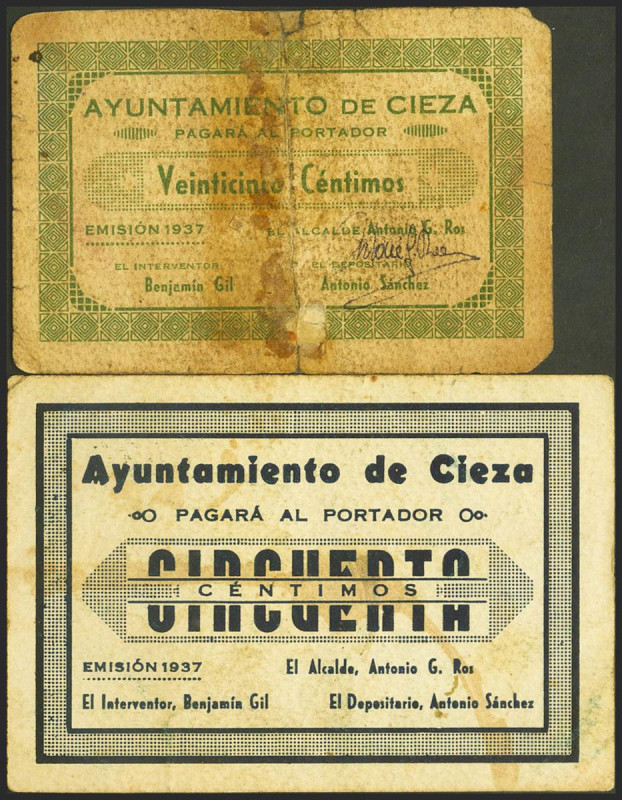 AYUNTAMIENTO DE CIEZA
PAGARÁ AL PORTADOR
Veinticinco Céntimos
EMISIÓN 1937
EL ALCALDE Antonio G. Ros
EL INTERVENTOR
EL DEPOSITARIO
Benjamín Gil
Antonio Sánchez
Ayuntamiento de Cieza
PAGARÁ AL PORTADOR
CINCUENTA
CÉNTIMOS
EMISIÓN 1937
El Alcalde, Antonio G. Ros
El Interventor, Benjamín Gil
El Depositario, Antonio Sánchez